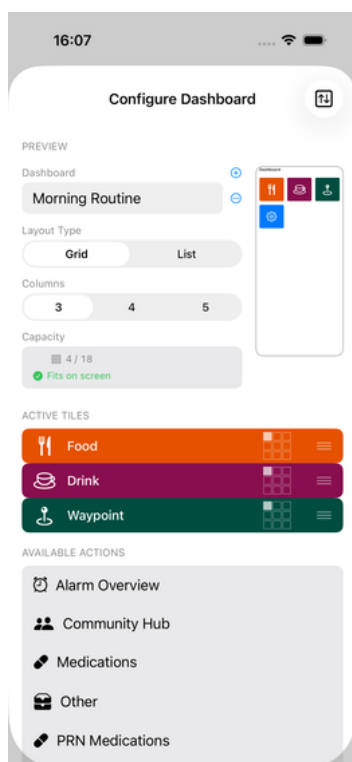 16:07
Configure Dashboard
PREVIEW
Dashboard
Morning Routine
Layout Type
Grid List
Columns
3 4 5
Capacity
4 / 18
Fits on screen
Dashboard
ACTIVE TILES
Food
Drink
Waypoint
AVAILABLE ACTIONS
Alarm Overview
Community Hub
Medications
Other
PRN Medications